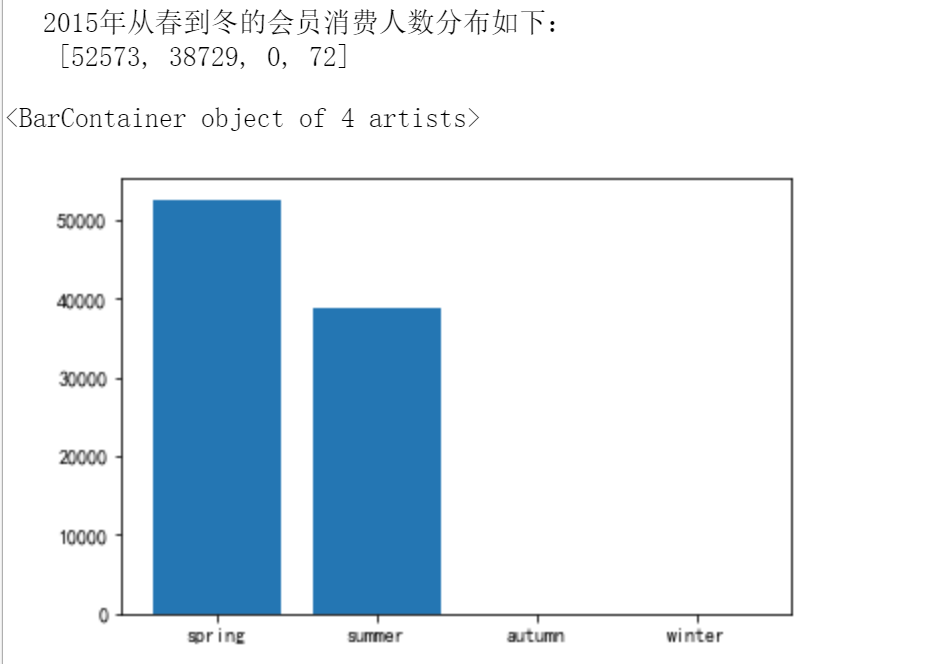 2015年从春到冬的会员消费人数分布如下:
[52573, 38729, 0, 72]
<BarContainer object of 4 artists>
50000
40000
30000
20000
10000
0
spring summer autumn winter